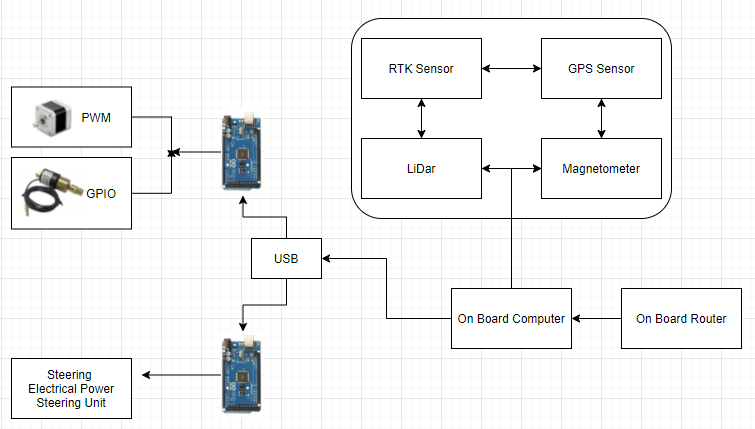 RTK Sensor
GPS Sensor
PWM
GPIO
LiDar
Magnetometer
USB
On Board Computer
On Board Router
Steering
Electrical Power
Steering Unit